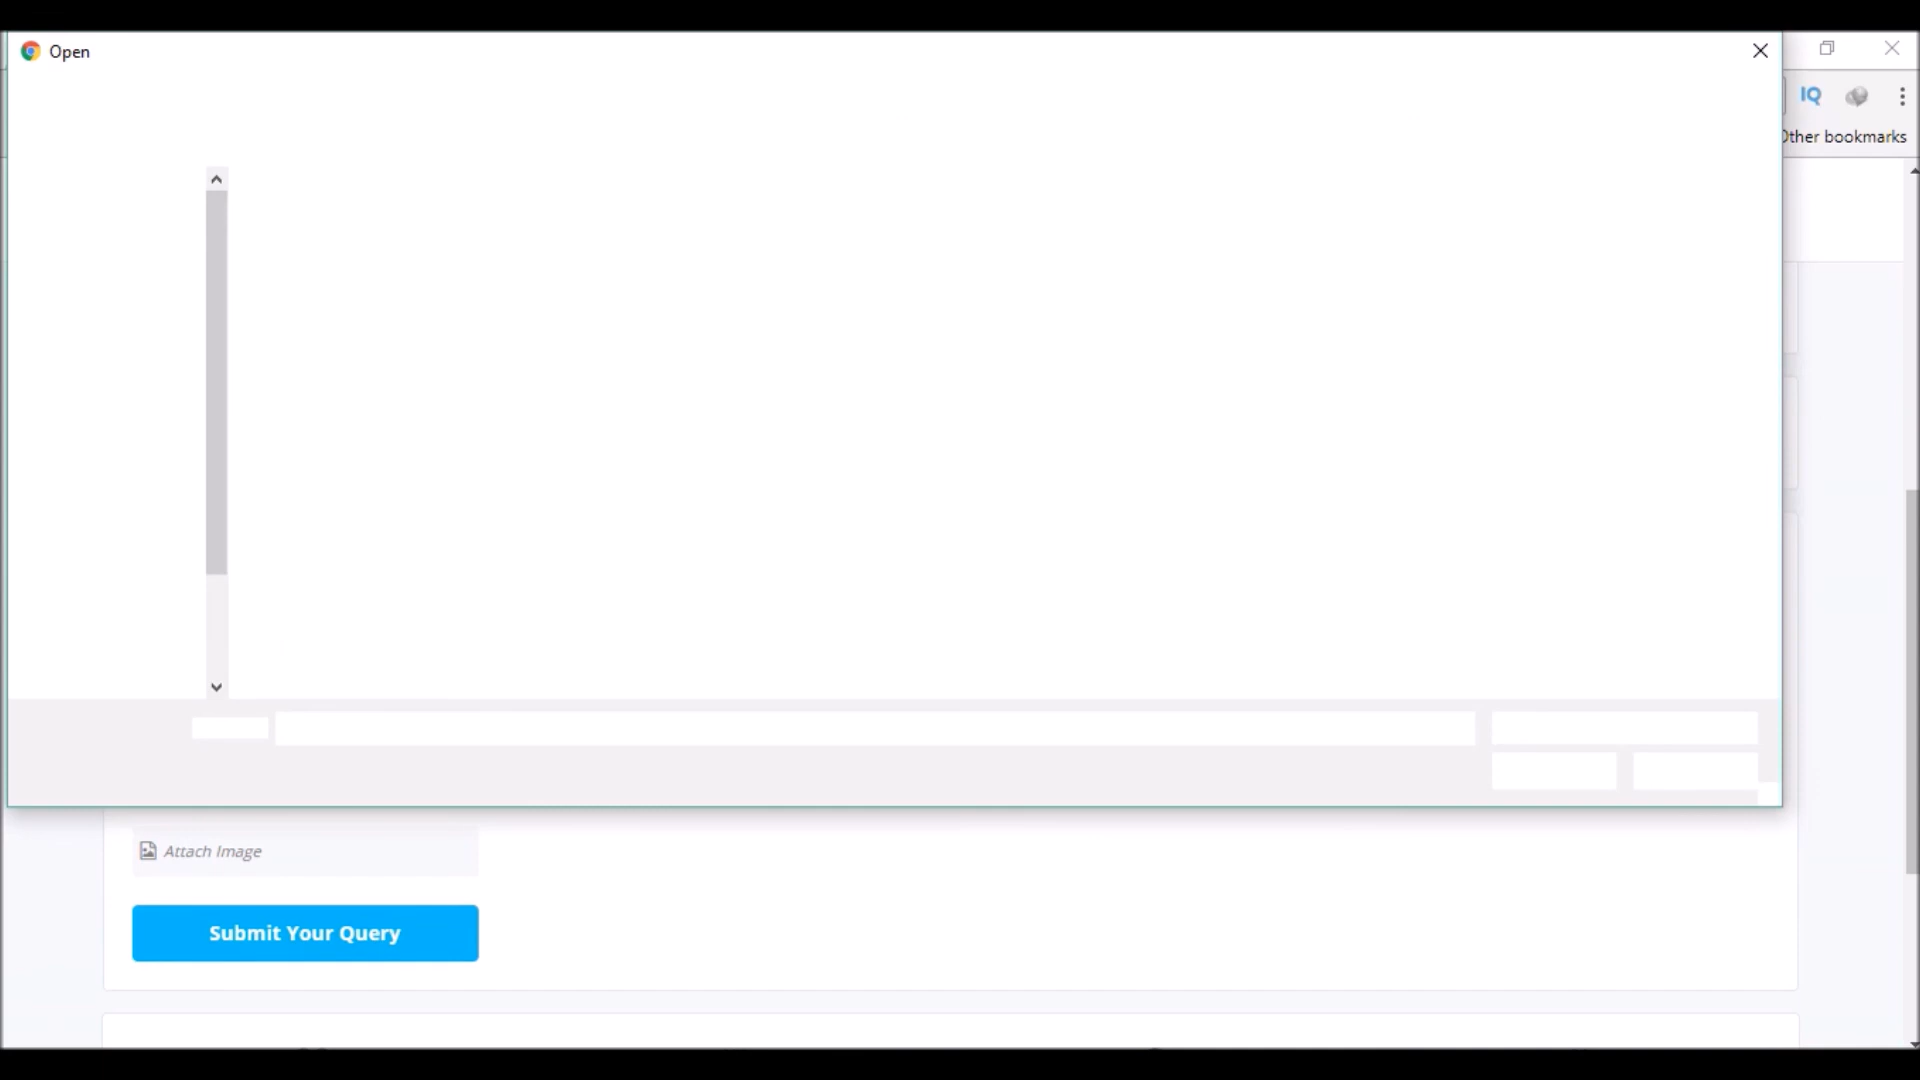 Open
IQ
Other bookmarks
Attach Image
Submit Your Query